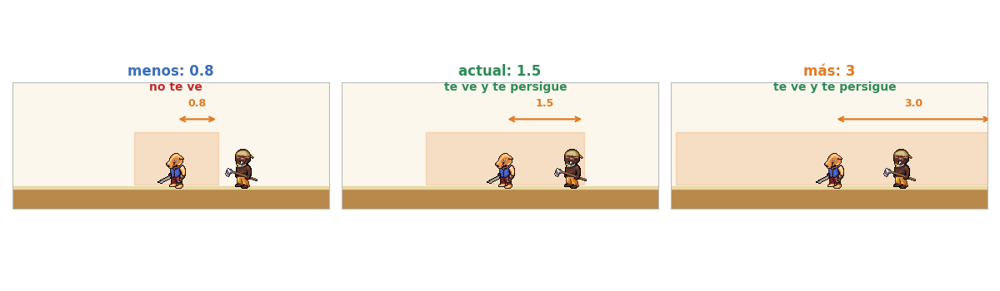 menos: 0.8
no te ve
0.8
actual: 1.5
te ve y te persigue
1.5
más: 3
te ve y te persigue
3.0